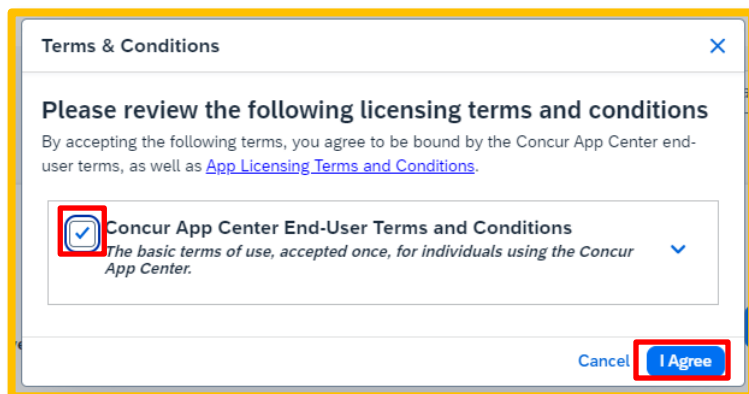 Terms & Conditions
Please review the following licensing terms and conditions
By accepting the following terms, you agree to be bound by the Concur App Center end-
user terms, as well as App Licensing Terms and Conditions.
Concur App Center End-User Terms and Conditions
The basic terms of use, accepted once, for individuals using the Concur
App Center.
Cancel I Agree